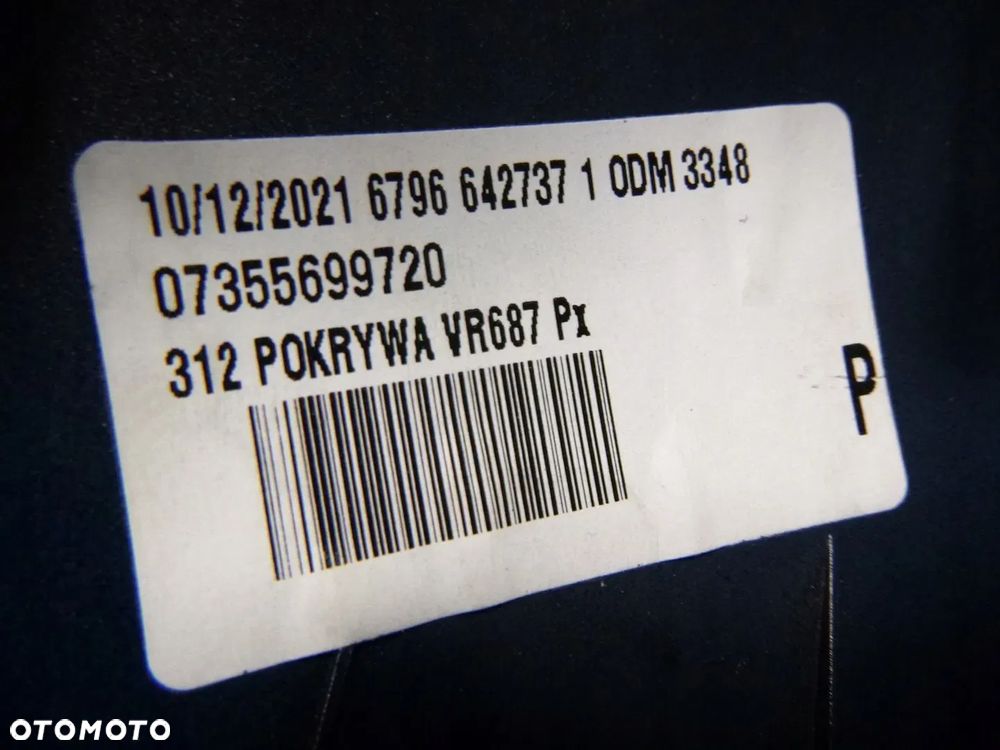 10/12/2021 6796 642737 1 ODM 3348
07355699720
312 POKRYWA VR687 Px
P
OTOMOTO